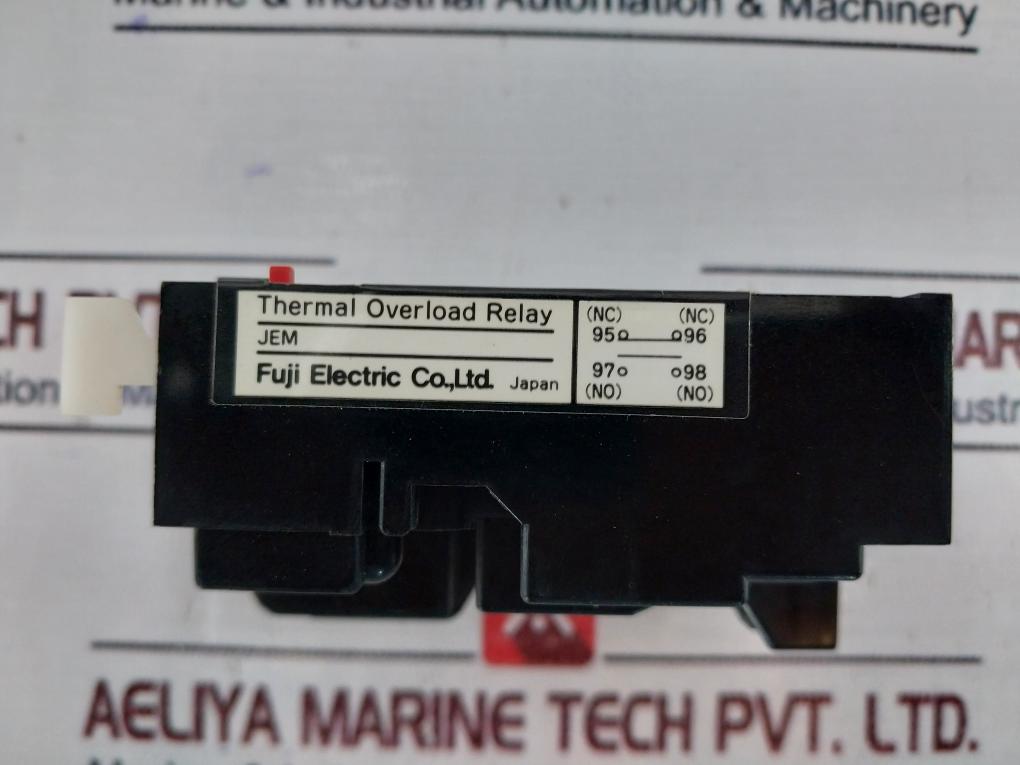 Marine & Industrial Automation & Machinery
Thermal Overload Relay
JEM
Fuji Electric Co.,Ltd. Japan
(NC) (NC)
95 96
97 98
(NO) (NO)
AELIYA MARINE TECH PVT. LTD.